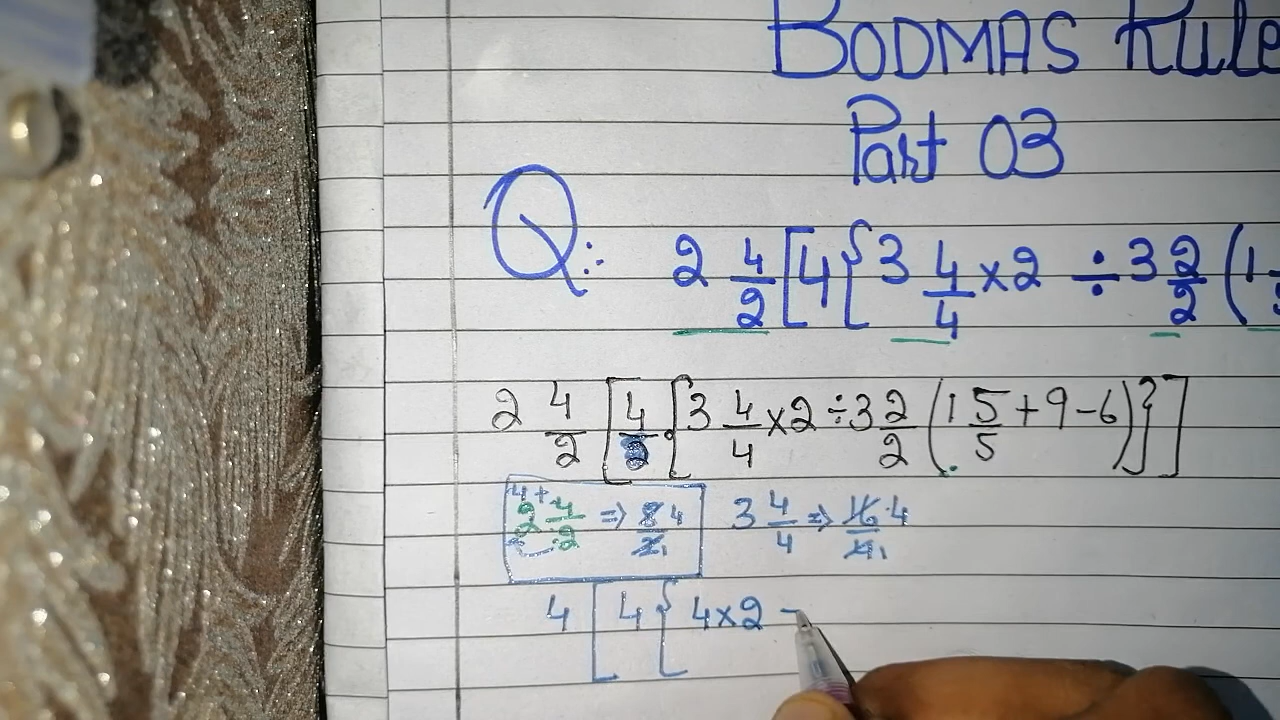 BODMAS Rule
Part 03
Q:. 2 4/2 [4 { 3 4/4 × 2 ÷ 3 2/2 (1
2 4/2 [4 { 3 4/4 × 2 ÷ 3 2/2 (1 5/5 + 9 - 6)}]
2 4/2 ⇒ 8/2 4/1 3 4/4 ⇒ 16/4 4/1
4 [ 4 { 4 × 2 -